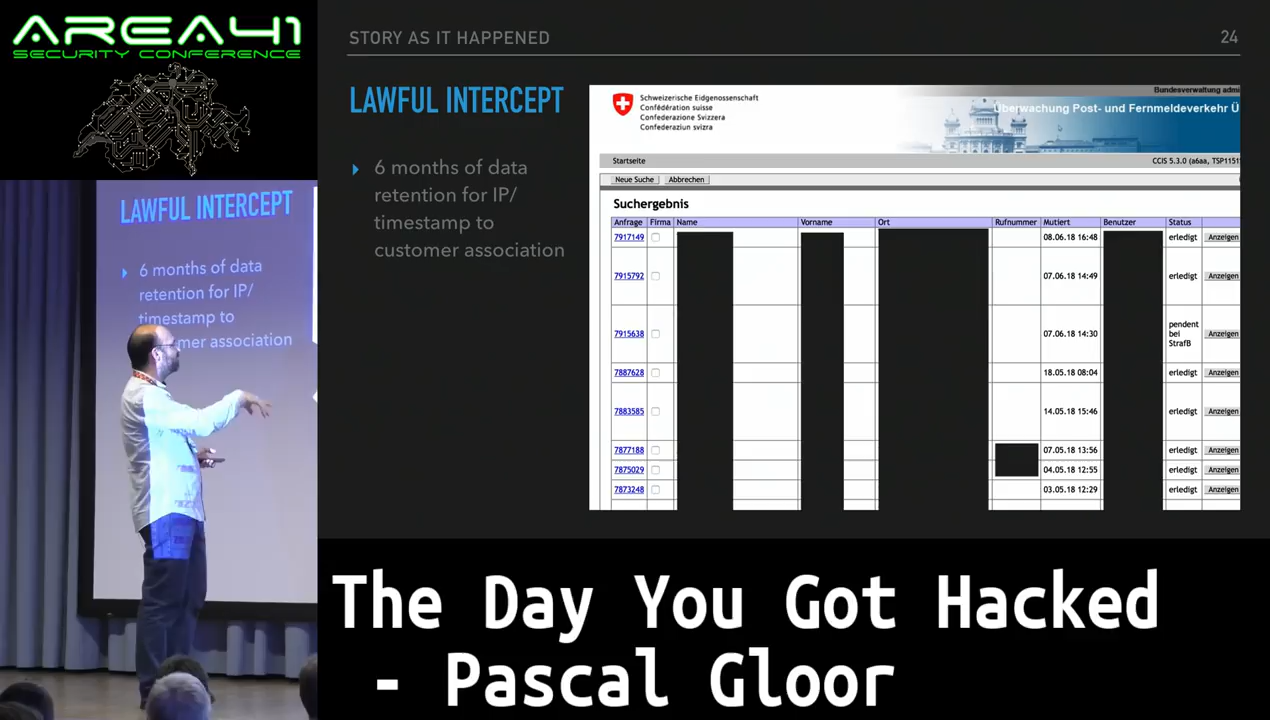 AREA41
SECURITY CONFERENCE
STORY AS IT HAPPENED
24
LAWFUL INTERCEPT
6 months of data
retention for IP/
timestamp to
customer association
Bundesverwaltung admi
Schweizerische Eidgenossenschaft
Confédération suisse
Confederazione Svizzera
Confederaziun svizra
Überwachung Post- und Fernmeldeverkehr Ü
Startseite
CCIS 5.3.0 (a6aa, TSP1151
Neue Suche Abbrechen
Suchergebnis
Anfrage Firma Name Vorname Ort Rufnummer Mutiert Benutzer Status
7917149 08.06.18 16:48 erledigt Anzeigen
7915792 07.06.18 14:49 erledigt Anzeigen
7915638 07.06.18 14:30 pendent bei StrafB Anzeigen
7887628 18.05.18 08:04 erledigt Anzeigen
7883585 14.05.18 15:46 erledigt Anzeigen
7877188 07.05.18 13:56 erledigt Anzeigen
7875029 04.05.18 12:55 erledigt Anzeigen
7873248 03.05.18 12:29 erledigt Anzeigen
LAWFUL INTERCEPT
6 months of data
retention for IP/
timestamp to
mer association
The Day You Got Hacked
- Pascal Gloor